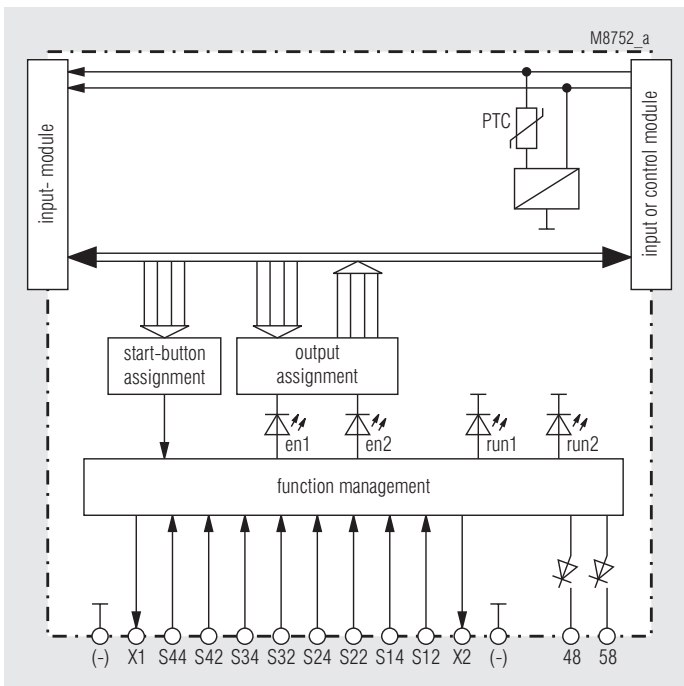 M8752_a
input- module
PTC
input or control module
start-button
assignment
output
assignment
en1
en2
run1
run2
function management
(-) X1 S44 S42 S34 S32 S24 S22 S14 S12 X2 (-) 48 58